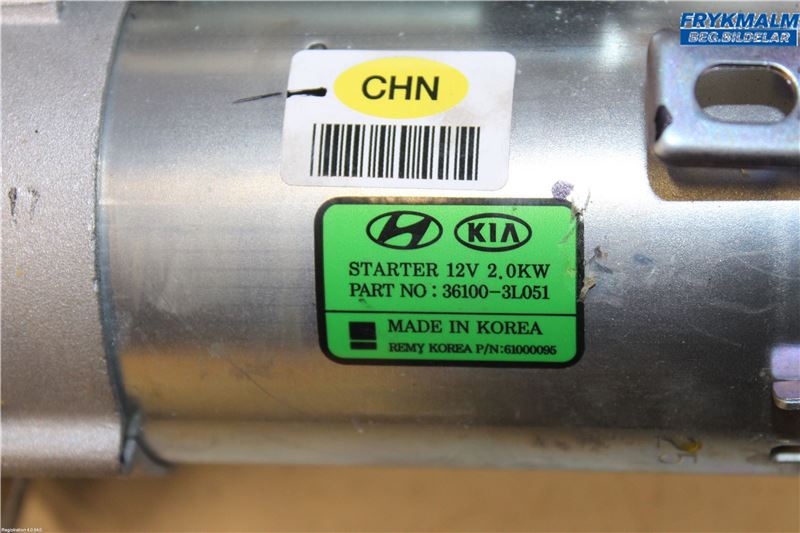 FRYKMALM
BEG.BILDELAR
CHN
HYUNDAI KIA
STARTER 12V 2.0KW
PART NO : 36100-3L051
MADE IN KOREA
REMY KOREA P/N:61000095